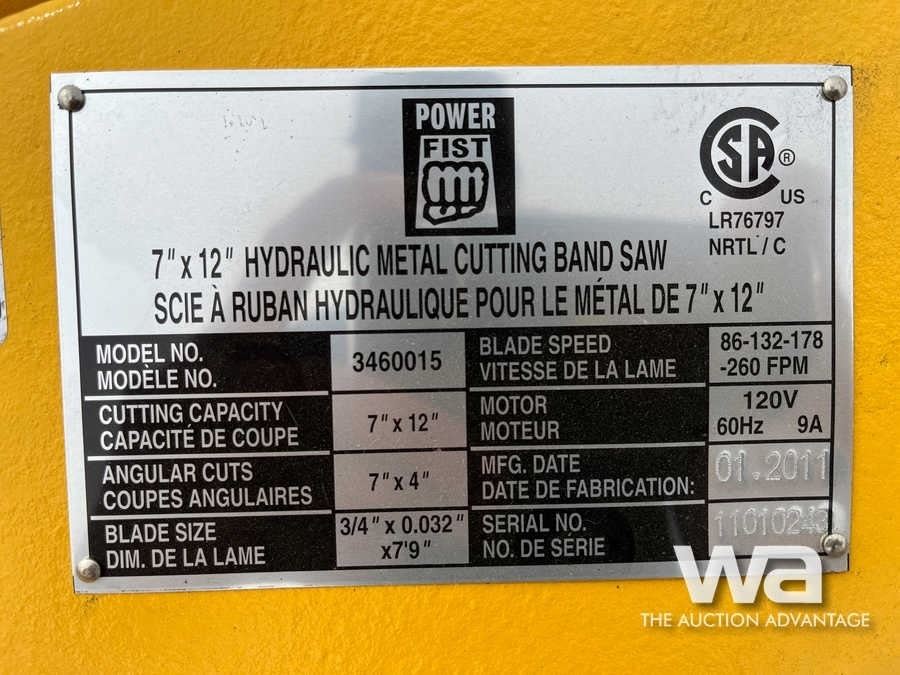 POWER
FIST
CSA ®
C US
LR76797
NRTL / C
7" x 12" HYDRAULIC METAL CUTTING BAND SAW
SCIE À RUBAN HYDRAULIQUE POUR LE MÉTAL DE 7" x 12"
MODEL NO.
MODÈLE NO.
3460015
BLADE SPEED
VITESSE DE LA LAME
86-132-178
-260 FPM
CUTTING CAPACITY
CAPACITÉ DE COUPE
7" x 12"
MOTOR
MOTEUR
120V
60Hz 9A
ANGULAR CUTS
COUPES ANGULAIRES
7" x 4"
MFG. DATE
DATE DE FABRICATION:
01.2011
BLADE SIZE
DIM. DE LA LAME
3/4" x 0.032"
x7'9"
SERIAL NO.
NO. DE SÉRIE
wa
THE AUCTION ADVANTAGE